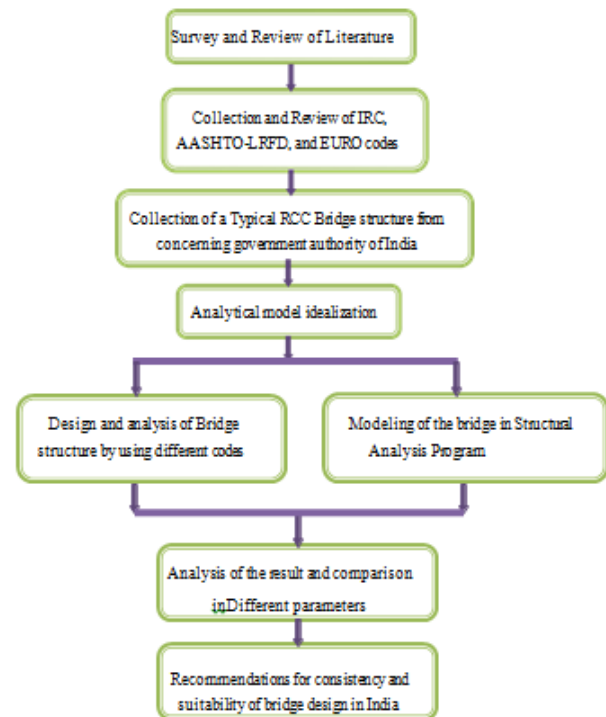 Survey and Review of Literature
Collection and Review of IRC,
AASHTO-LRFD, and EURO codes
Collection of a Typical RCC Bridge structure from
concerning government authority of India
Analytical model idealization
Design and analysis of Bridge
structure by using different codes
Modeling of the bridge in Structural
Analysis Program
Analysis of the result and comparison
inDifferent parameters
Recommendations for consistency and
suitability of bridge design in India